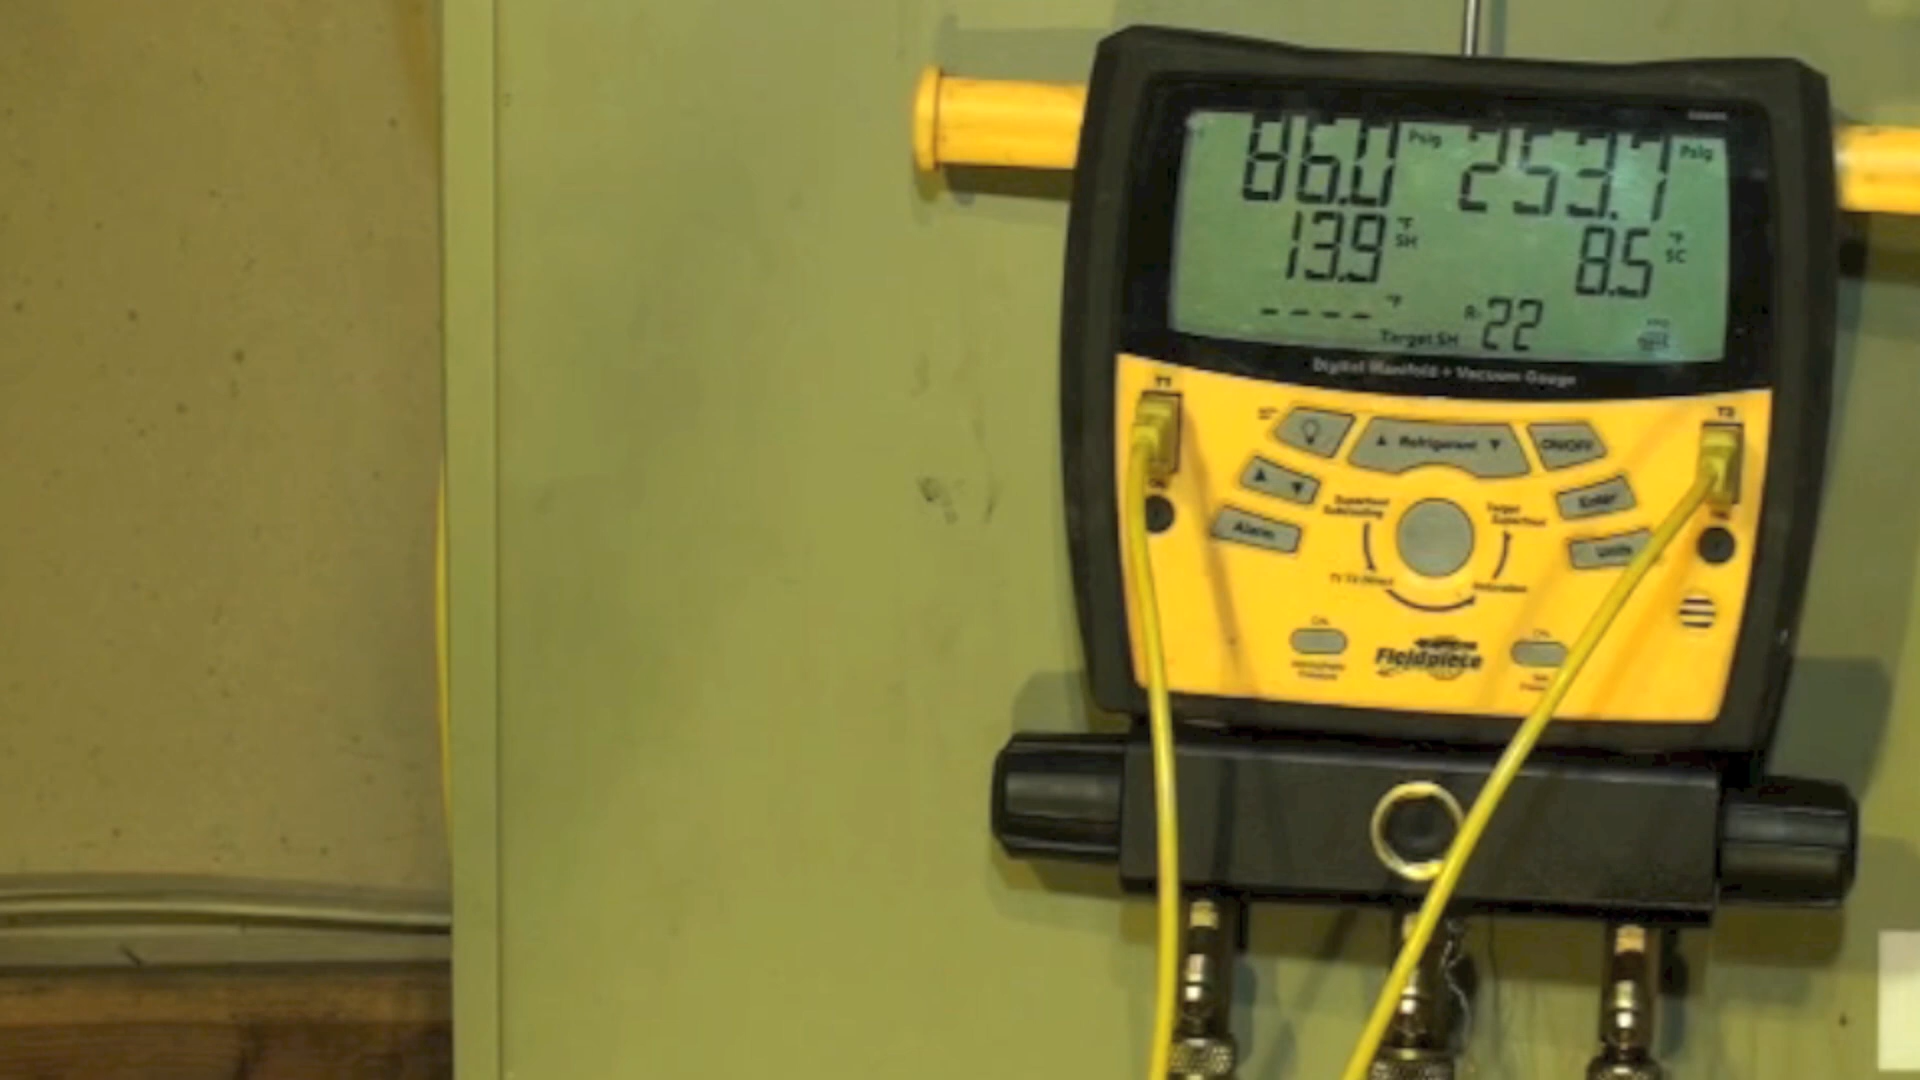 86.0 Psig 253.7 Psig
13.9 °F SH 8.5 °F SC
---- °F R-22
Target SH
Digital Manifold + Vacuum Gauge
T1 T2
▲ Refrigerant ▼ ON/OFF
▲ ▼ Enter
Superheat Subcooling Target Superheat
Alarm Units
Fieldpiece